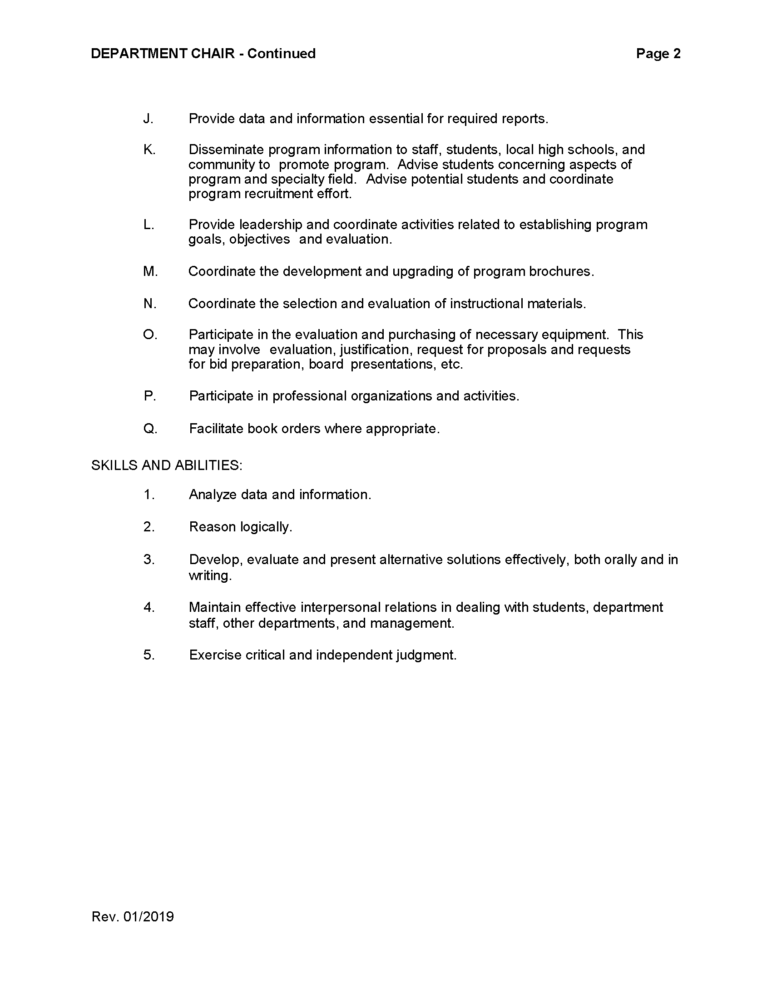 DEPARTMENT CHAIR - Continued Page 2
J. Provide data and information essential for required reports.
K. Disseminate program information to staff, students, local high schools, and
community to promote program. Advise students concerning aspects of
program and specialty field. Advise potential students and coordinate
program recruitment effort.
L. Provide leadership and coordinate activities related to establishing program
goals, objectives and evaluation.
M. Coordinate the development and upgrading of program brochures.
N. Coordinate the selection and evaluation of instructional materials.
O. Participate in the evaluation and purchasing of necessary equipment. This
may involve evaluation, justification, request for proposals and requests
for bid preparation, board presentations, etc.
P. Participate in professional organizations and activities.
Q. Facilitate book orders where appropriate.
SKILLS AND ABILITIES:
1. Analyze data and information.
2. Reason logically.
3. Develop, evaluate and present alternative solutions effectively, both orally and in
writing.
4. Maintain effective interpersonal relations in dealing with students, department
staff, other departments, and management.
5. Exercise critical and independent judgment.
Rev. 01/2019